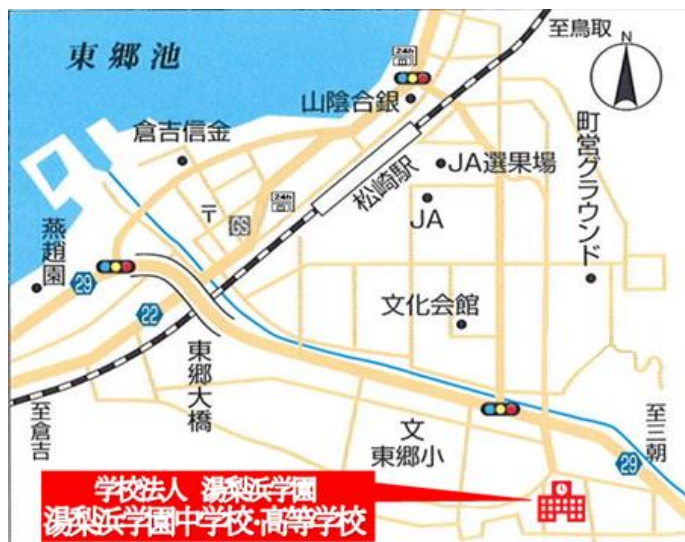 至鳥取
N
東郷池
24h
山陰合銀
倉吉信金
町営グラウンド
JA選果場
松崎駅
24h
〒
GS
JA
燕趙園
29
22
文化会館
東郷大橋
至倉吉
文
東郷小
至三朝
29
学校法人 湯梨浜学園
湯梨浜学園中学校・高等学校